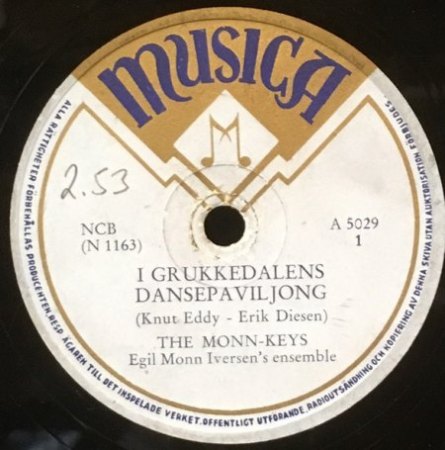 MUSICA
M
2.53
NCB
(N 1163)
A 5029
1
I GRUKKEDALENS
DANSEPAVILJONG
(Knut Eddy - Erik Diesen)
THE MONN-KEYS
Egil Monn Iversen's ensemble
ALLA RÄTTIGHETER FÖRBEHÅLLAS PRODUCENTEN, RESP. ÄGAREN TILL DET INSPELADE VERKET. OFFENTLIGT UTFÖRANDE, RADIOUTSÄNDNING OCH KOPIERING AV DENNA SKIVA UTAN AUKTORISATION FÖRBJUDES